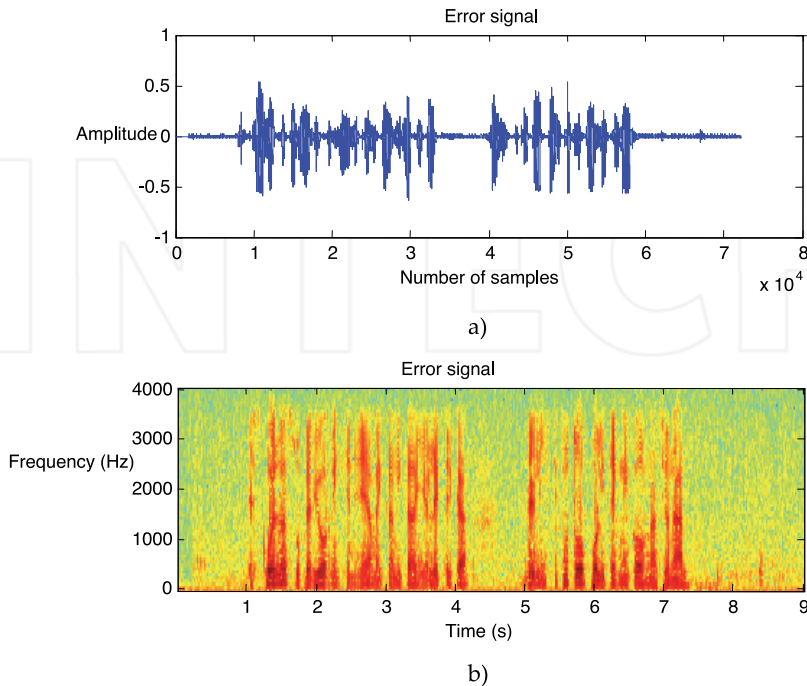 Error signal
1
0.5
Amplitude 0
-0.5
-1
0 1 2 3 4 5 6 7 8
Number of samples
x 10^4
a)
Error signal
4000
3000
Frequency (Hz)
2000
1000
0
1 2 3 4 5 6 7 8 9
Time (s)
b)
INTECH